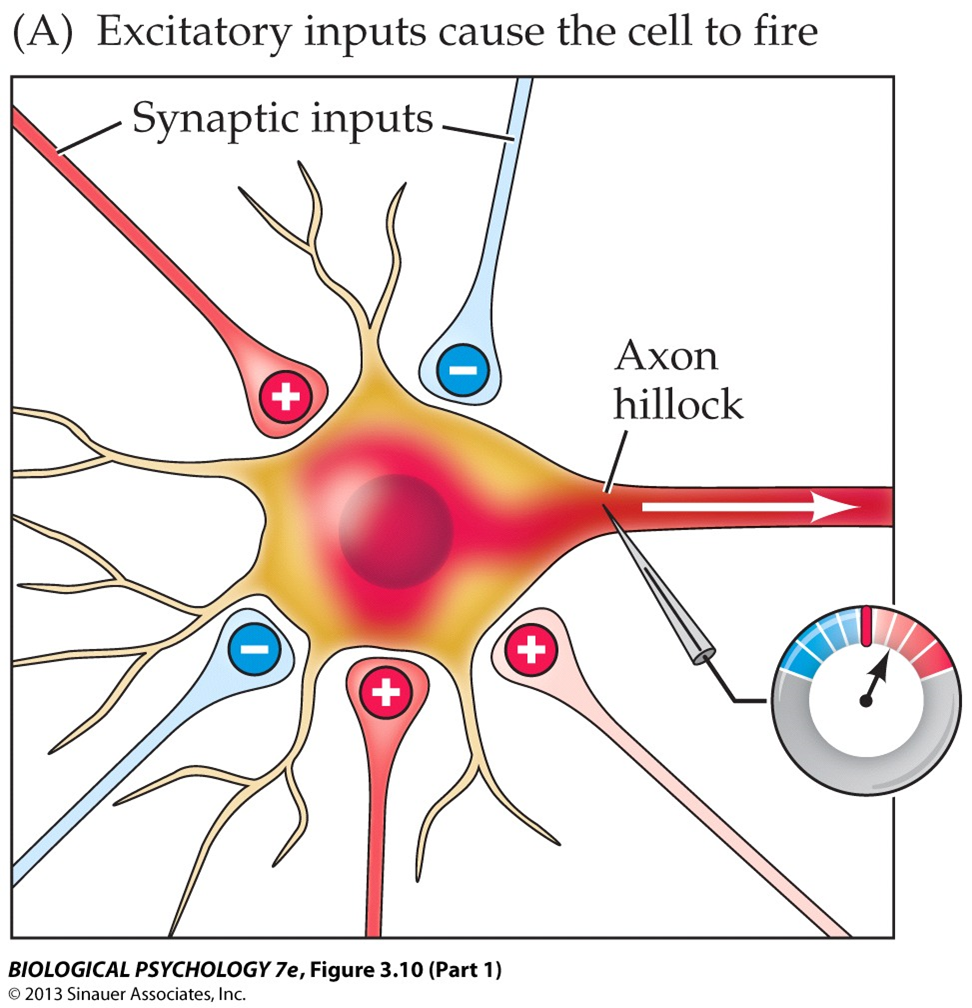 (A) Excitatory inputs cause the cell to fire
Synaptic inputs
Axon
hillock
+
−
−
+
+
BIOLOGICAL PSYCHOLOGY 7e, Figure 3.10 (Part 1)
© 2013 Sinauer Associates, Inc.